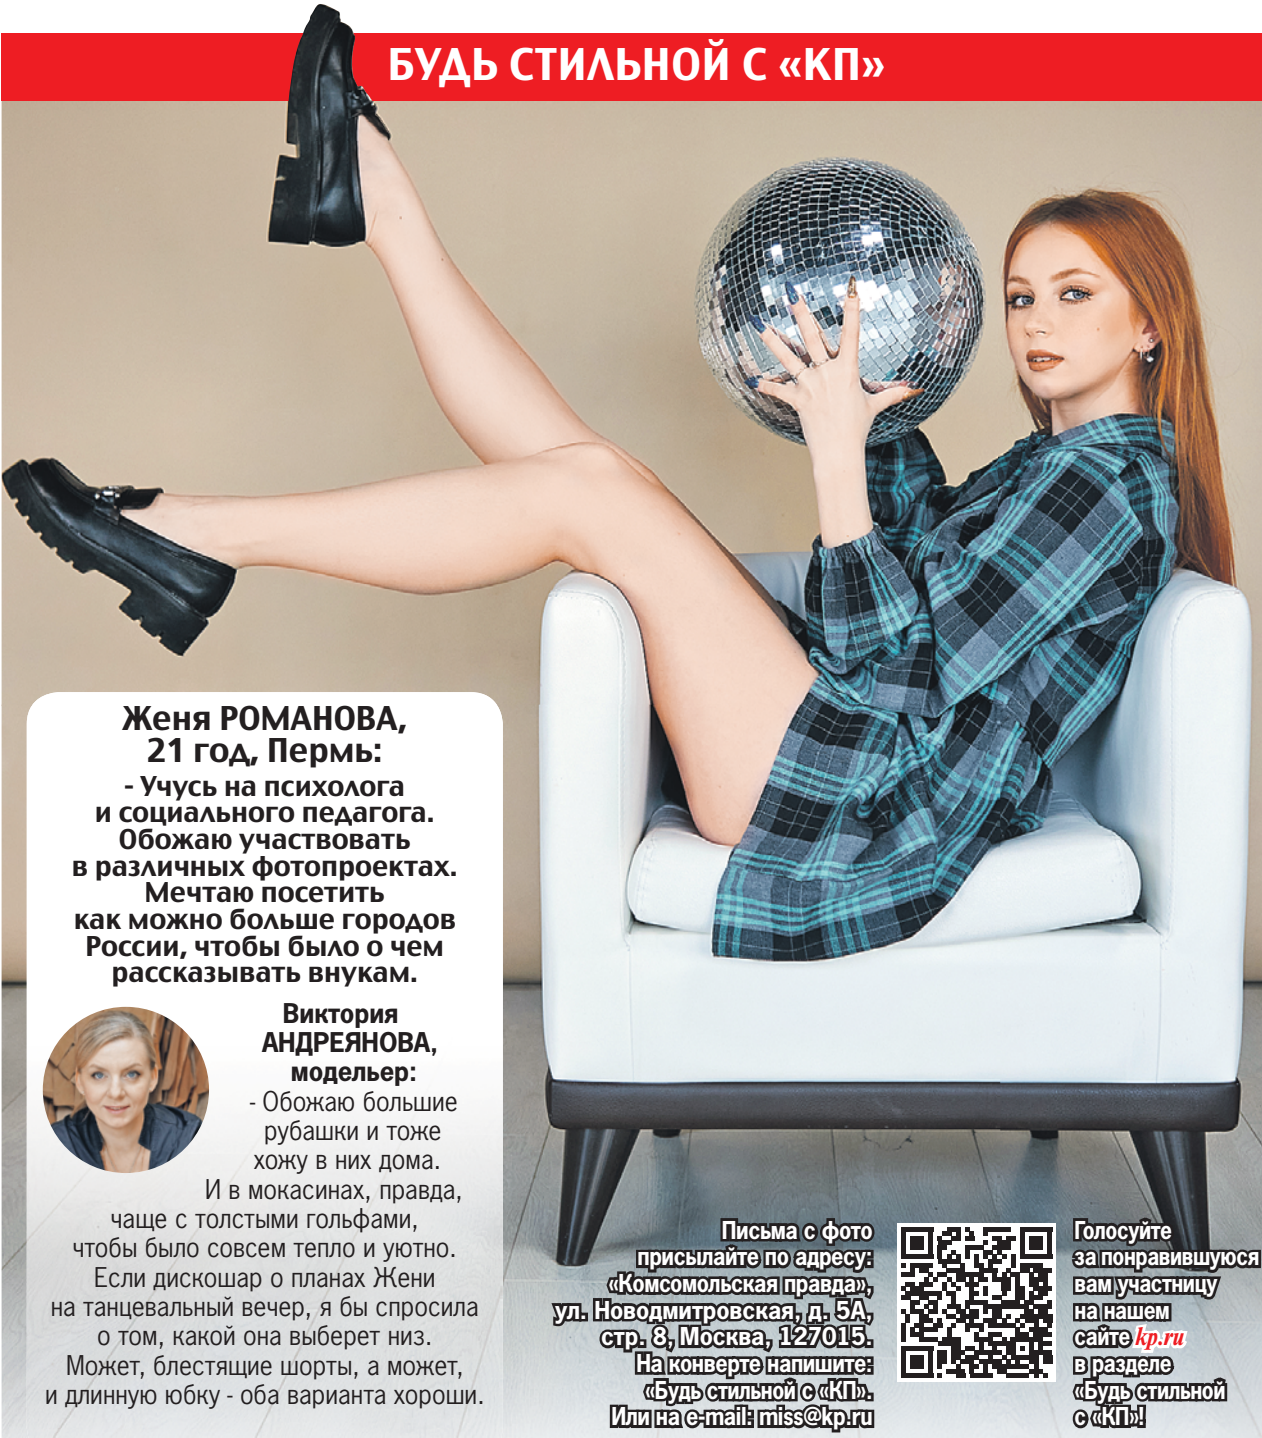 БУДЬ СТИЛЬНОЙ С «КП»
Женя РОМАНОВА,
21 год, Пермь:
- Учусь на психолога
и социального педагога.
Обожаю участвовать
в различных фотопроектах.
Мечтаю посетить
как можно больше городов
России, чтобы было о чем
рассказывать внукам.
Виктория
АНДРЕЯНОВА,
модельер:
- Обожаю большие
рубашки и тоже
хожу в них дома.
И в мокасинах, правда,
чаще с толстыми гольфами,
чтобы было совсем тепло и уютно.
Если дискошар о планах Жени
на танцевальный вечер, я бы спросила
о том, какой она выберет низ.
Может, блестящие шорты, а может,
и длинную юбку - оба варианта хороши.
Письма с фото
присылайте по адресу:
«Комсомольская правда»,
ул. Новодмитровская, д. 5А,
стр. 8, Москва, 127015.
На конверте напишите:
«Будь стильной с «КП».
Или на e-mail: miss@kp.ru
Голосуйте
за понравившуюся
вам участницу
на нашем
сайте kp.ru
в разделе
«Будь стильной
с «КП»!